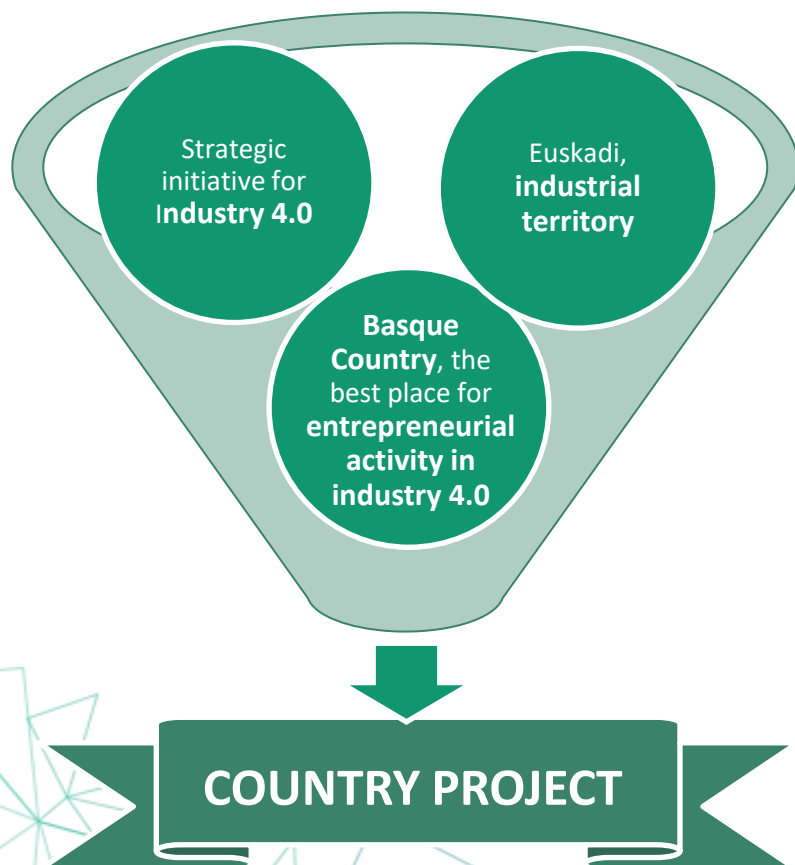 Strategic
initiative for
Industry 4.0
Euskadi,
industrial
territory
Basque
Country, the
best place for
entrepreneurial
activity in
industry 4.0
COUNTRY PROJECT